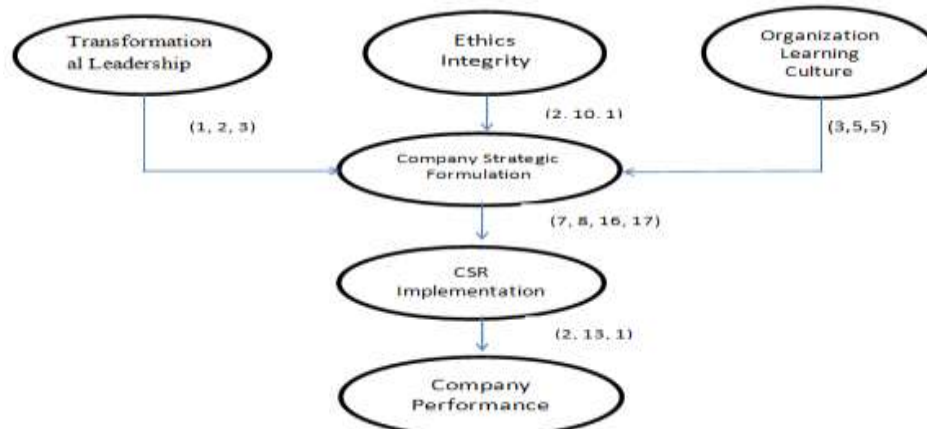 Transformation
al Leadership
Ethics
Integrity
Organization
Learning
Culture
(1, 2, 3)
(2. 10. 1)
(3,5,5)
Company Strategic
Formulation
(7, 8, 16, 17)
CSR
Implementation
(2. 13, 1)
Company
Performance